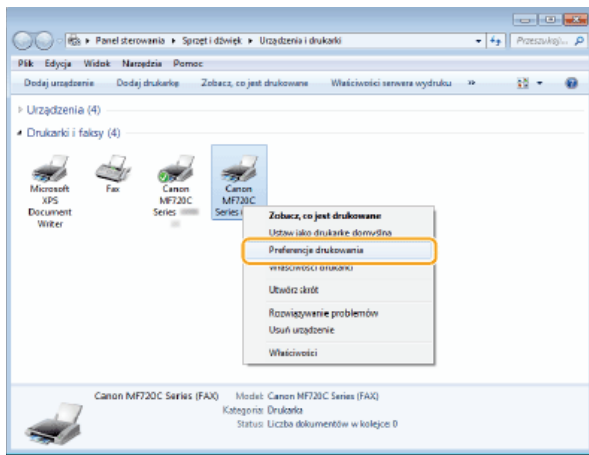 Panel sterowania ▸ Sprzęt i dźwięk ▸ Urządzenia i drukarki
Przeszukaj...
Plik Edycja Widok Narzędzia Pomoc
Dodaj urządzenie Dodaj drukarkę Zobacz, co jest drukowane Właściwości serwera wydruku »
Urządzenia (4)
Drukarki i faksy (4)
Microsoft XPS Document Writer
Fax
Canon MF720C Series
Canon MF720C Series
Zobacz, co jest drukowane
Ustaw jako drukarkę domyślną
Preferencje drukowania
Właściwości drukarki
Utwórz skrót
Rozwiązywanie problemów
Usuń urządzenie
Właściwości
Canon MF720C Series (FAX) Model: Canon MF720C Series (FAX)
Kategoria: Drukarka
Status: Liczba dokumentów w kolejce: 0